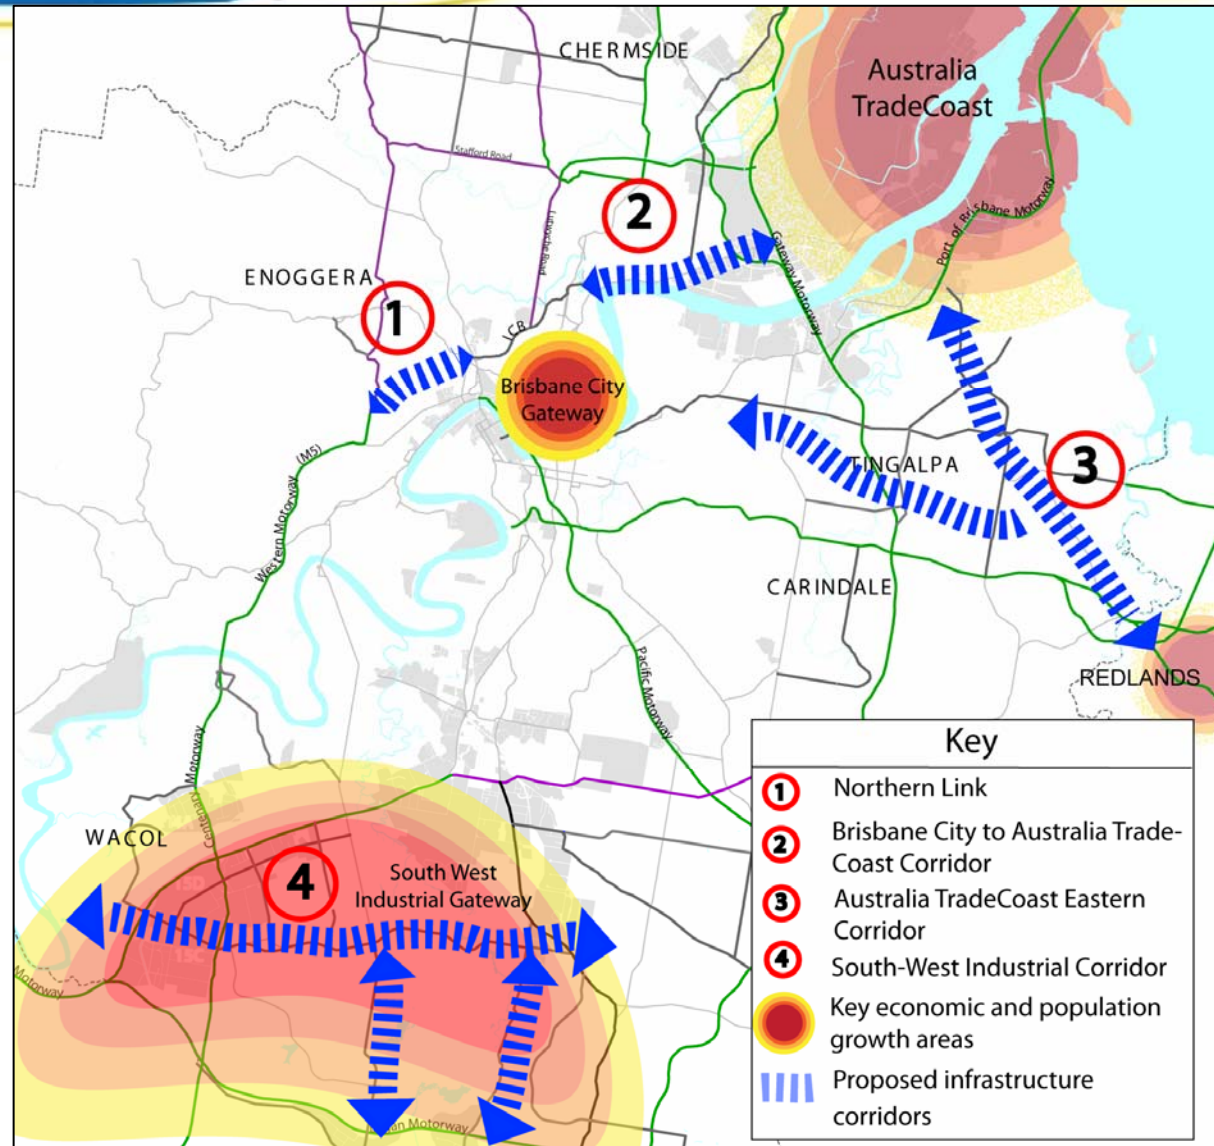 CHERMSIDE
Australia
TradeCoast
Stafford Road
2
Port of Brisbane Motorway
Lutwyche Road
Gateway Motorway
ENOGGERA
1
ICB
Brisbane City
Gateway
(M5)
Western Motorway
TINGALPA
3
CARINDALE
Pacific Motorway
REDLANDS
Centenary Motorway
WACOL
4
South West
Industrial Gateway
Motorway
an Motorway
Key
1 Northern Link
2 Brisbane City to Australia Trade-
Coast Corridor
3 Australia TradeCoast Eastern
Corridor
4 South-West Industrial Corridor
Key economic and population
growth areas
Proposed infrastructure
corridors